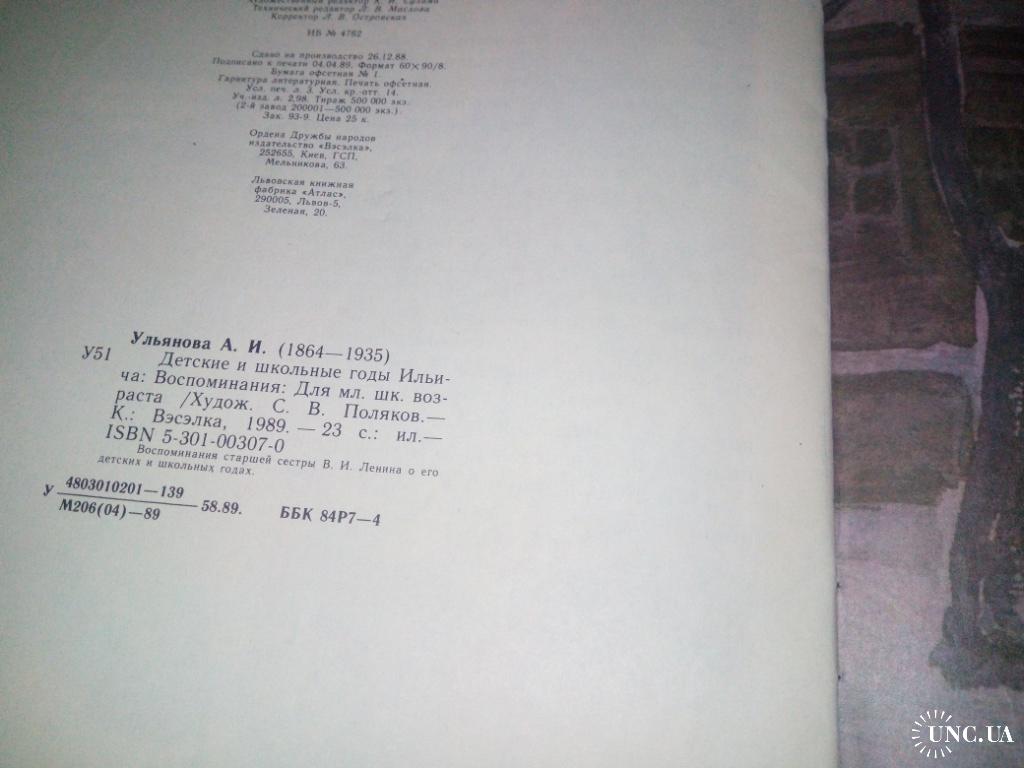 Художественный редактор
Технический редактор Л. В. Маслова
Корректор Л. В. Островская
ИБ № 4762
Сдано на производство 26.12.88.
Подписано к печати 04.04.89. Формат 60×90/8.
Бумага офсетная № 1.
Гарнитура литературная. Печать офсетная.
Усл. печ. л. 3. Усл. кр.-отт. 14.
Уч.-изд. л. 2,98. Тираж 500 000 экз.
(2-й завод 200001—500 000 экз.).
Зак. 93-9. Цена 25 к.
Ордена Дружбы народов
издательство «Вэсэлка»,
252655, Киев, ГСП,
Мельникова, 63.
Львовская книжная
фабрика «Атлас»,
290005, Львов-5,
Зеленая, 20.
Ульянова А. И. (1864—1935)
У51 Детские и школьные годы Ильи-
ча: Воспоминания: Для мл. шк. воз-
раста /Худож. С. В. Поляков.—
К.: Вэсэлка, 1989. — 23 с.: ил.—
ISBN 5-301-00307-0
Воспоминания старшей сестры В. И. Ленина о его
детских и школьных годах.
У 4803010201—139
М206(04)—89 58.89. ББК 84Р7—4
UNC.UA